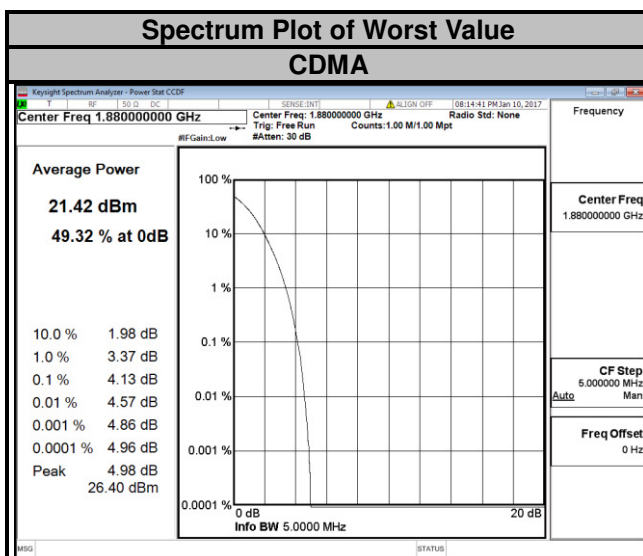 Spectrum Plot of Worst Value
CDMA
Keysight Spectrum Analyzer - Power Stat CCDF
T RF 50 Ω DC SENSE:INT ALIGN OFF 08:14:41 PM Jan 10, 2017
Center Freq 1.880000000 GHz
Center Freq: 1.880000000 GHz Radio Std: None
Trig: Free Run Counts:1.00 M/1.00 Mpt
#IFGain:Low #Atten: 30 dB
Frequency
Average Power
21.42 dBm
49.32 % at 0dB
10.0 % 1.98 dB
1.0 % 3.37 dB
0.1 % 4.13 dB
0.01 % 4.57 dB
0.001 % 4.86 dB
0.0001 % 4.96 dB
Peak 4.98 dB
26.40 dBm
100 %
10 %
1 %
0.1 %
0.01 %
0.001 %
0.0001 %
0 dB 20 dB
Info BW 5.0000 MHz
Center Freq
1.880000000 GHz
CF Step
5.000000 MHz
Auto Man
Freq Offset
0 Hz
MSG STATUS